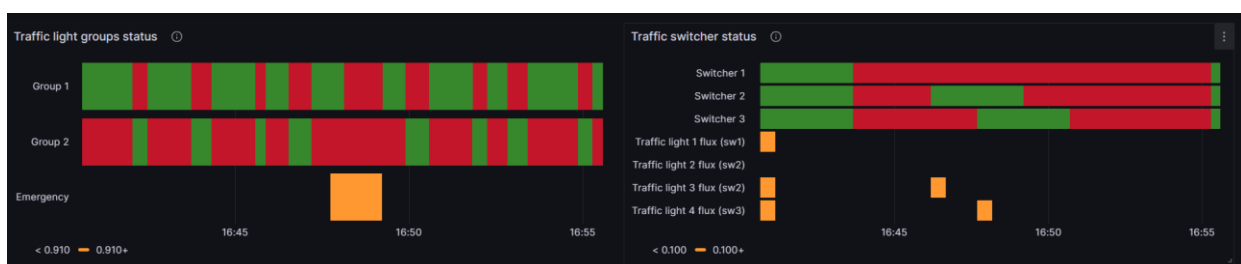 Traffic light groups status
Group 1
Group 2
Emergency
16:45 16:50 16:55
< 0.910 0.910+
Traffic switcher status
Switcher 1
Switcher 2
Switcher 3
Traffic light 1 flux (sw1)
Traffic light 2 flux (sw2)
Traffic light 3 flux (sw2)
Traffic light 4 flux (sw3)
16:45 16:50 16:55
< 0.100 0.100+